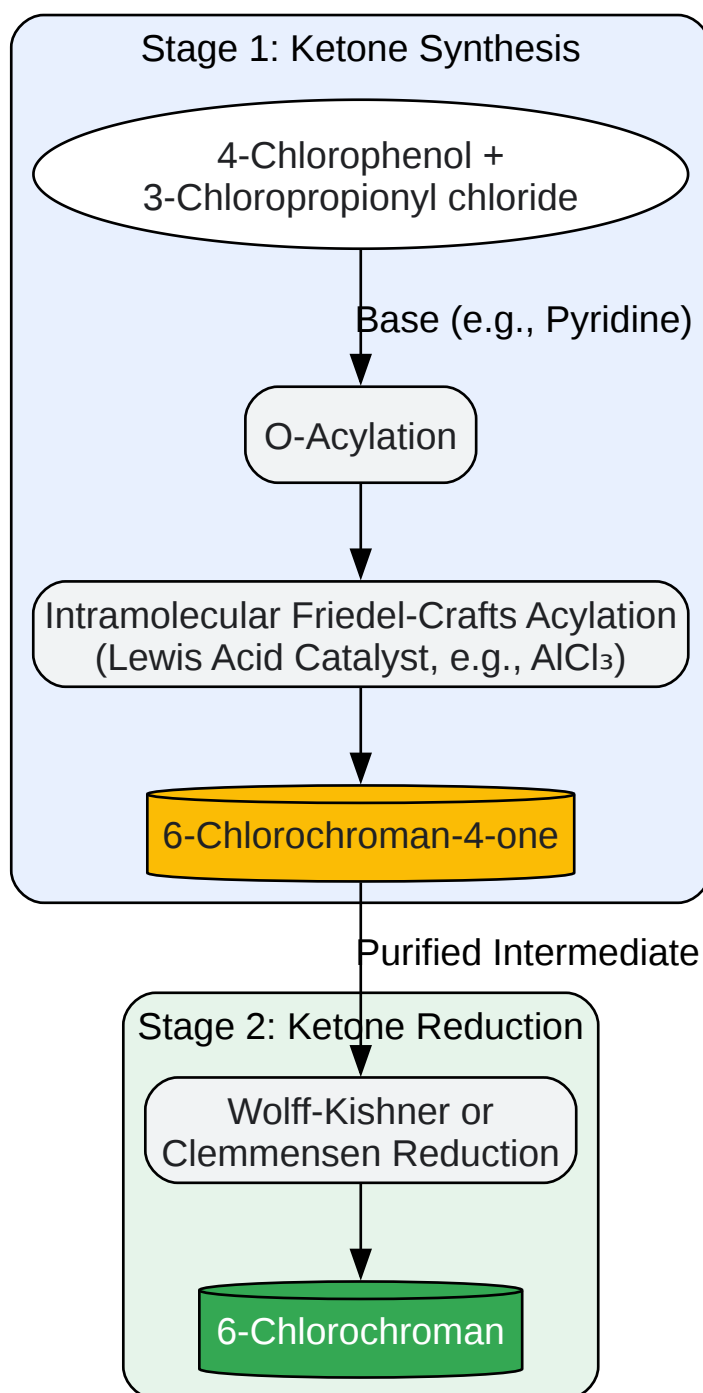 Stage 1: Ketone Synthesis
4-Chlorophenol +
3-Chloropropionyl chloride
Base (e.g., Pyridine)
O-Acylation
Intramolecular Friedel-Crafts Acylation
(Lewis Acid Catalyst, e.g., AlCl₃)
6-Chlorochroman-4-one
Purified Intermediate
Stage 2: Ketone Reduction
Wolff-Kishner or
Clemmensen Reduction
6-Chlorochroman